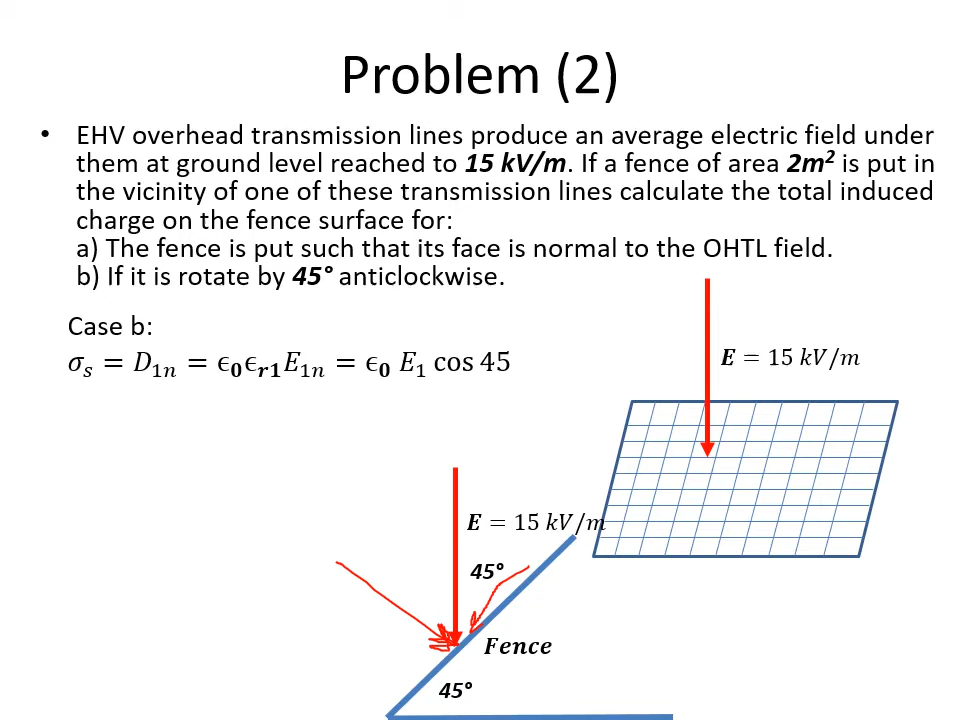 Problem (2)
• EHV overhead transmission lines produce an average electric field under
them at ground level reached to 15 kV/m. If a fence of area 2m² is put in
the vicinity of one of these transmission lines calculate the total induced
charge on the fence surface for:
a) The fence is put such that its face is normal to the OHTL field.
b) If it is rotate by 45° anticlockwise.
Case b:
σₛ = D₁ₙ = ϵ₀ϵᵣ₁E₁ₙ = ϵ₀ E₁ cos 45
E = 15 kV/m
E = 15 kV/m
45°
Fence
45°